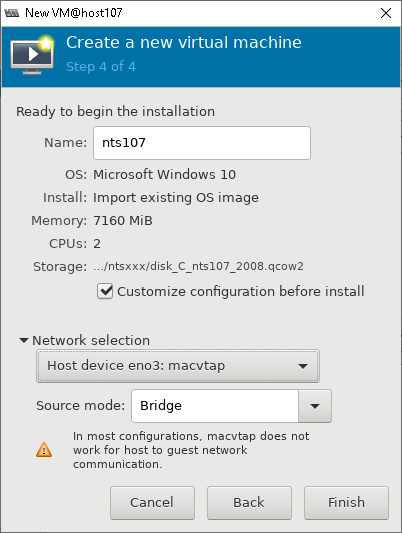 New VM@host107
Create a new virtual machine
Step 4 of 4
Ready to begin the installation
Name: nts107
OS: Microsoft Windows 10
Install: Import existing OS image
Memory: 7160 MiB
CPUs: 2
Storage: .../ntsxxx/disk_C_nts107_2008.qcow2
Customize configuration before install
Network selection
Host device eno3: macvtap
Source mode: Bridge
In most configurations, macvtap does not
work for host to guest network
communication.
Cancel Back Finish